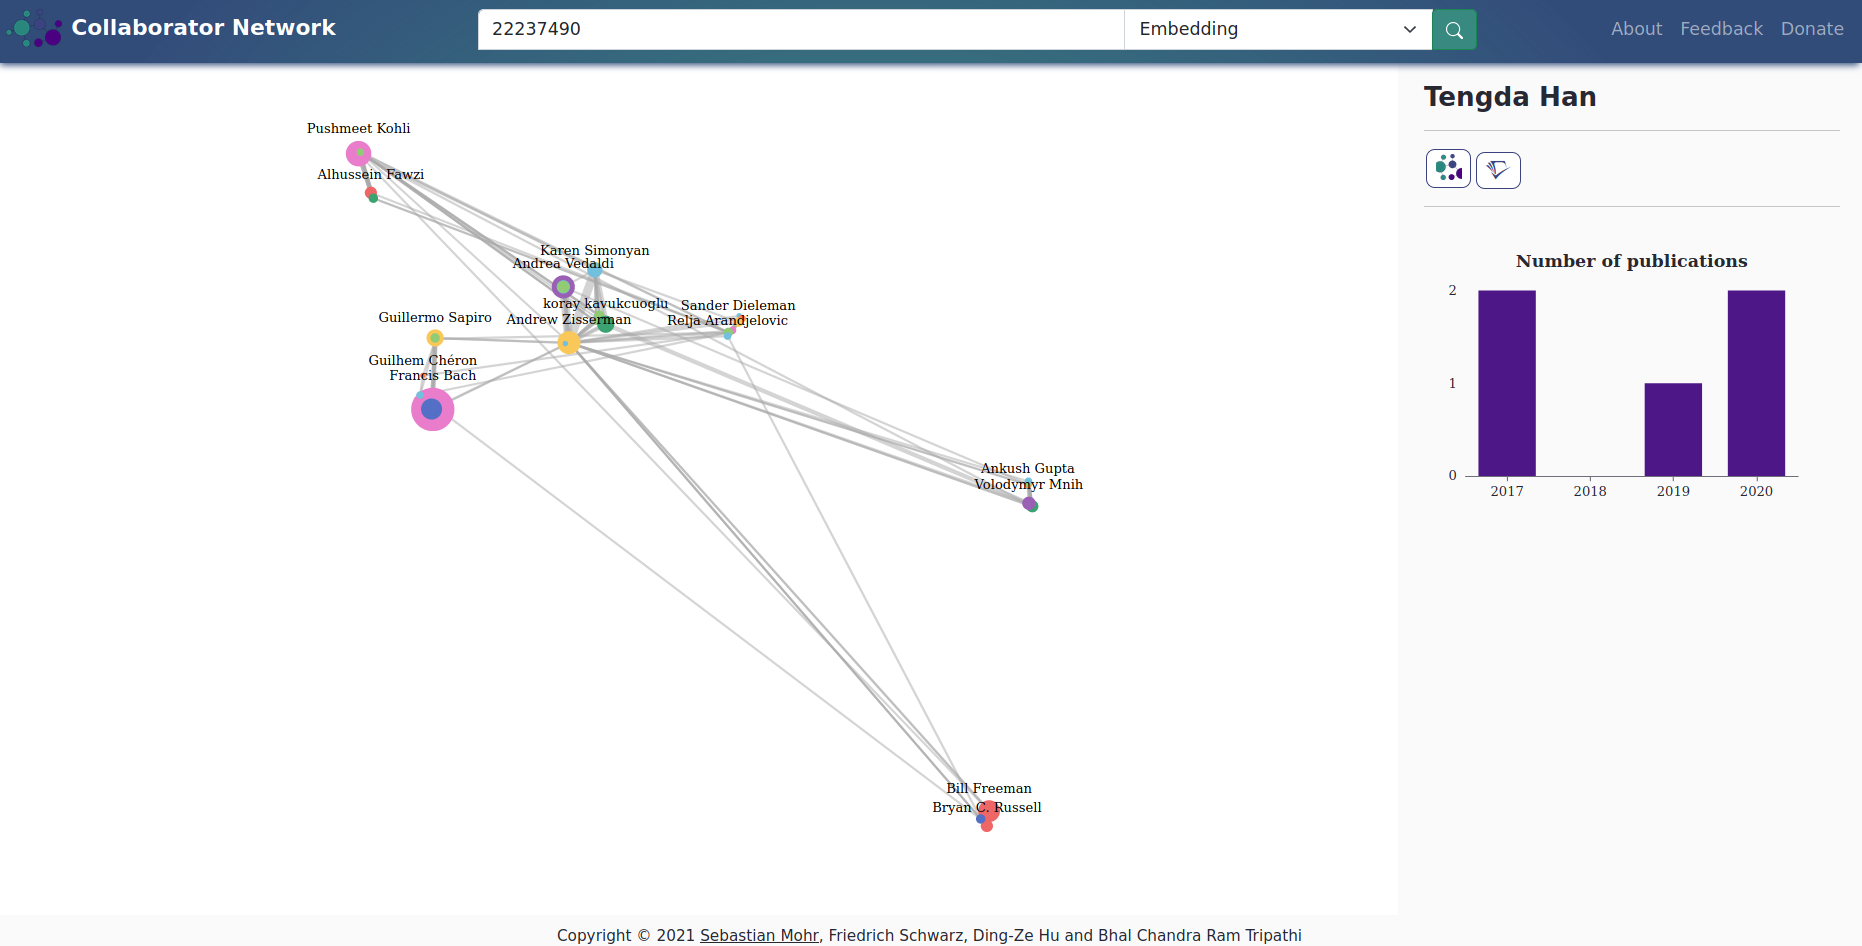 Collaborator Network
22237490
Embedding
About
Feedback
Donate
Tengda Han
Pushmeet Kohli
Alhussein Fawzi
Karen Simonyan
Andrea Vedaldi
koray kavukcuoglu
Sander Dieleman
Guillermo Sapiro
Andrew Zisserman
Relja Arandjelovic
Guilhem Chéron
Francis Bach
Ankush Gupta
Volodymyr Mnih
Bill Freeman
Bryan C. Russell
Number of publications
2
1
0
2017
2018
2019
2020
Copyright © 2021 Sebastian Mohr, Friedrich Schwarz, Ding-Ze Hu and Bhal Chandra Ram Tripathi